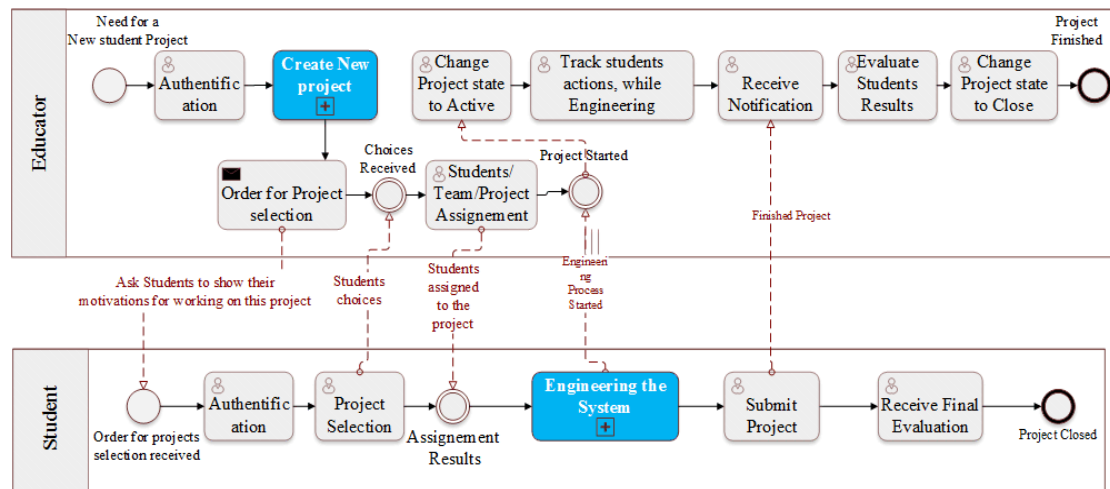 Need for a
New student Project
Project
Finished
Educator
Authentific
ation
Create New
project
Change
Project state
to Active
Track students
actions, while
Engineering
Receive
Notification
Evaluate
Students
Results
Change
Project state
to Close
Order for Project
selection
Choices
Received
Students/
Team/Project
Assignement
Project Started
Finished Project
Ask Students to show their
motivations for working on this project
Students
choices
Students
assigned
to the
project
Engineeri
ng
Process
Started
Student
Order for projects
selection received
Authentific
ation
Project
Selection
Assignement
Results
Engineering the
System
Submit
Project
Receive Final
Evaluation
Project Closed